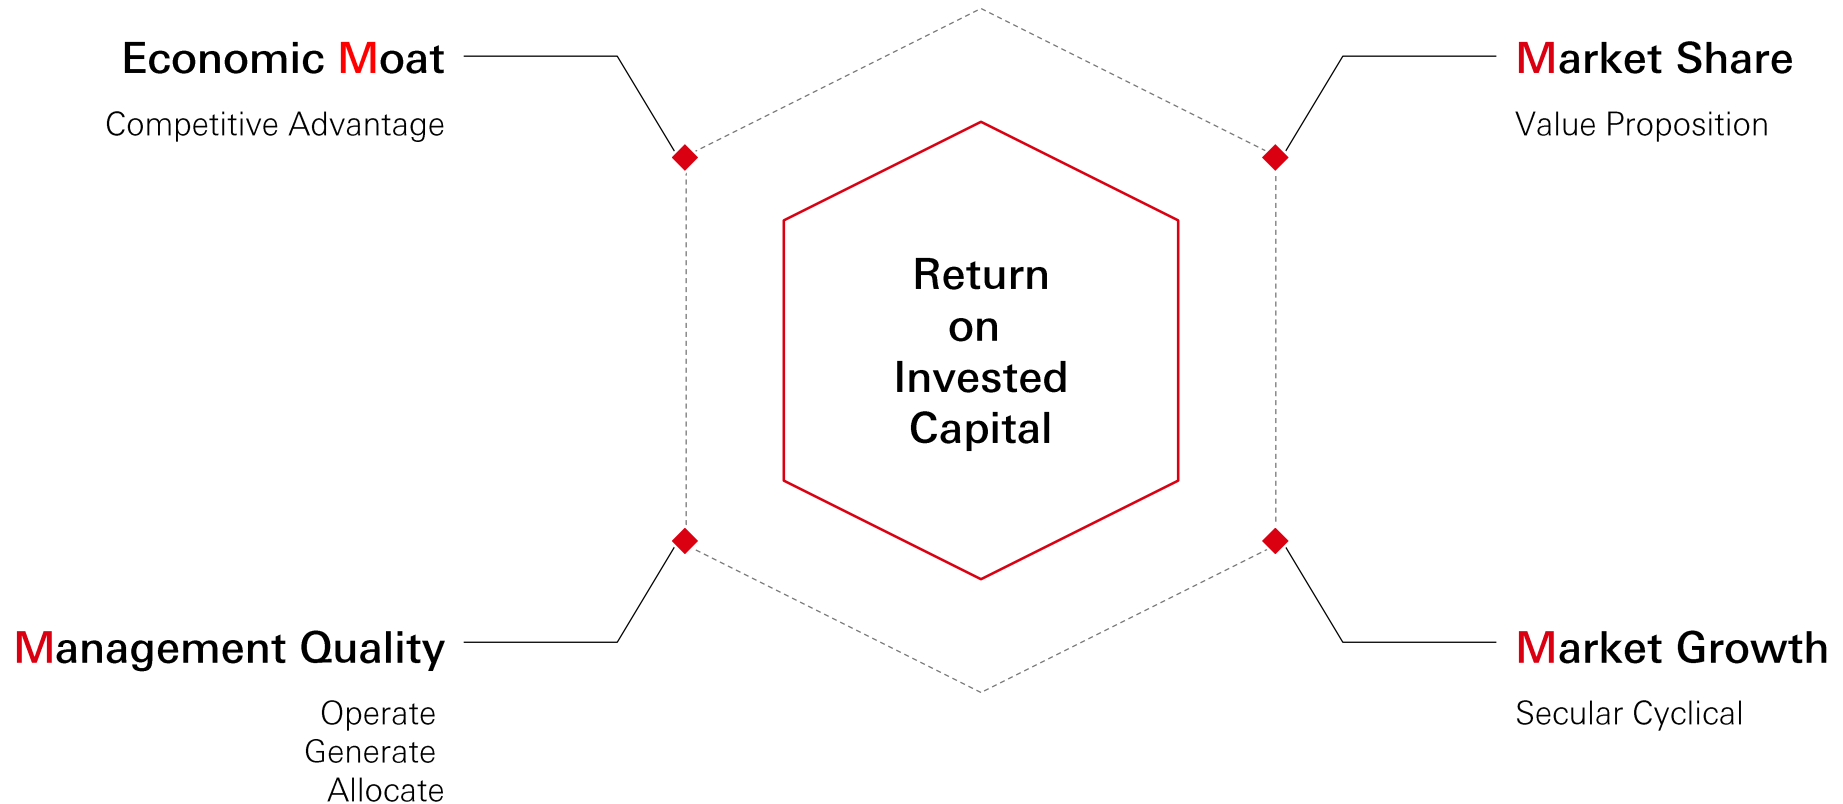 Economic Moat
Competitive Advantage
Market Share
Value Proposition
Return
on
Invested
Capital
Management Quality
Operate
Generate
Allocate
Market Growth
Secular Cyclical